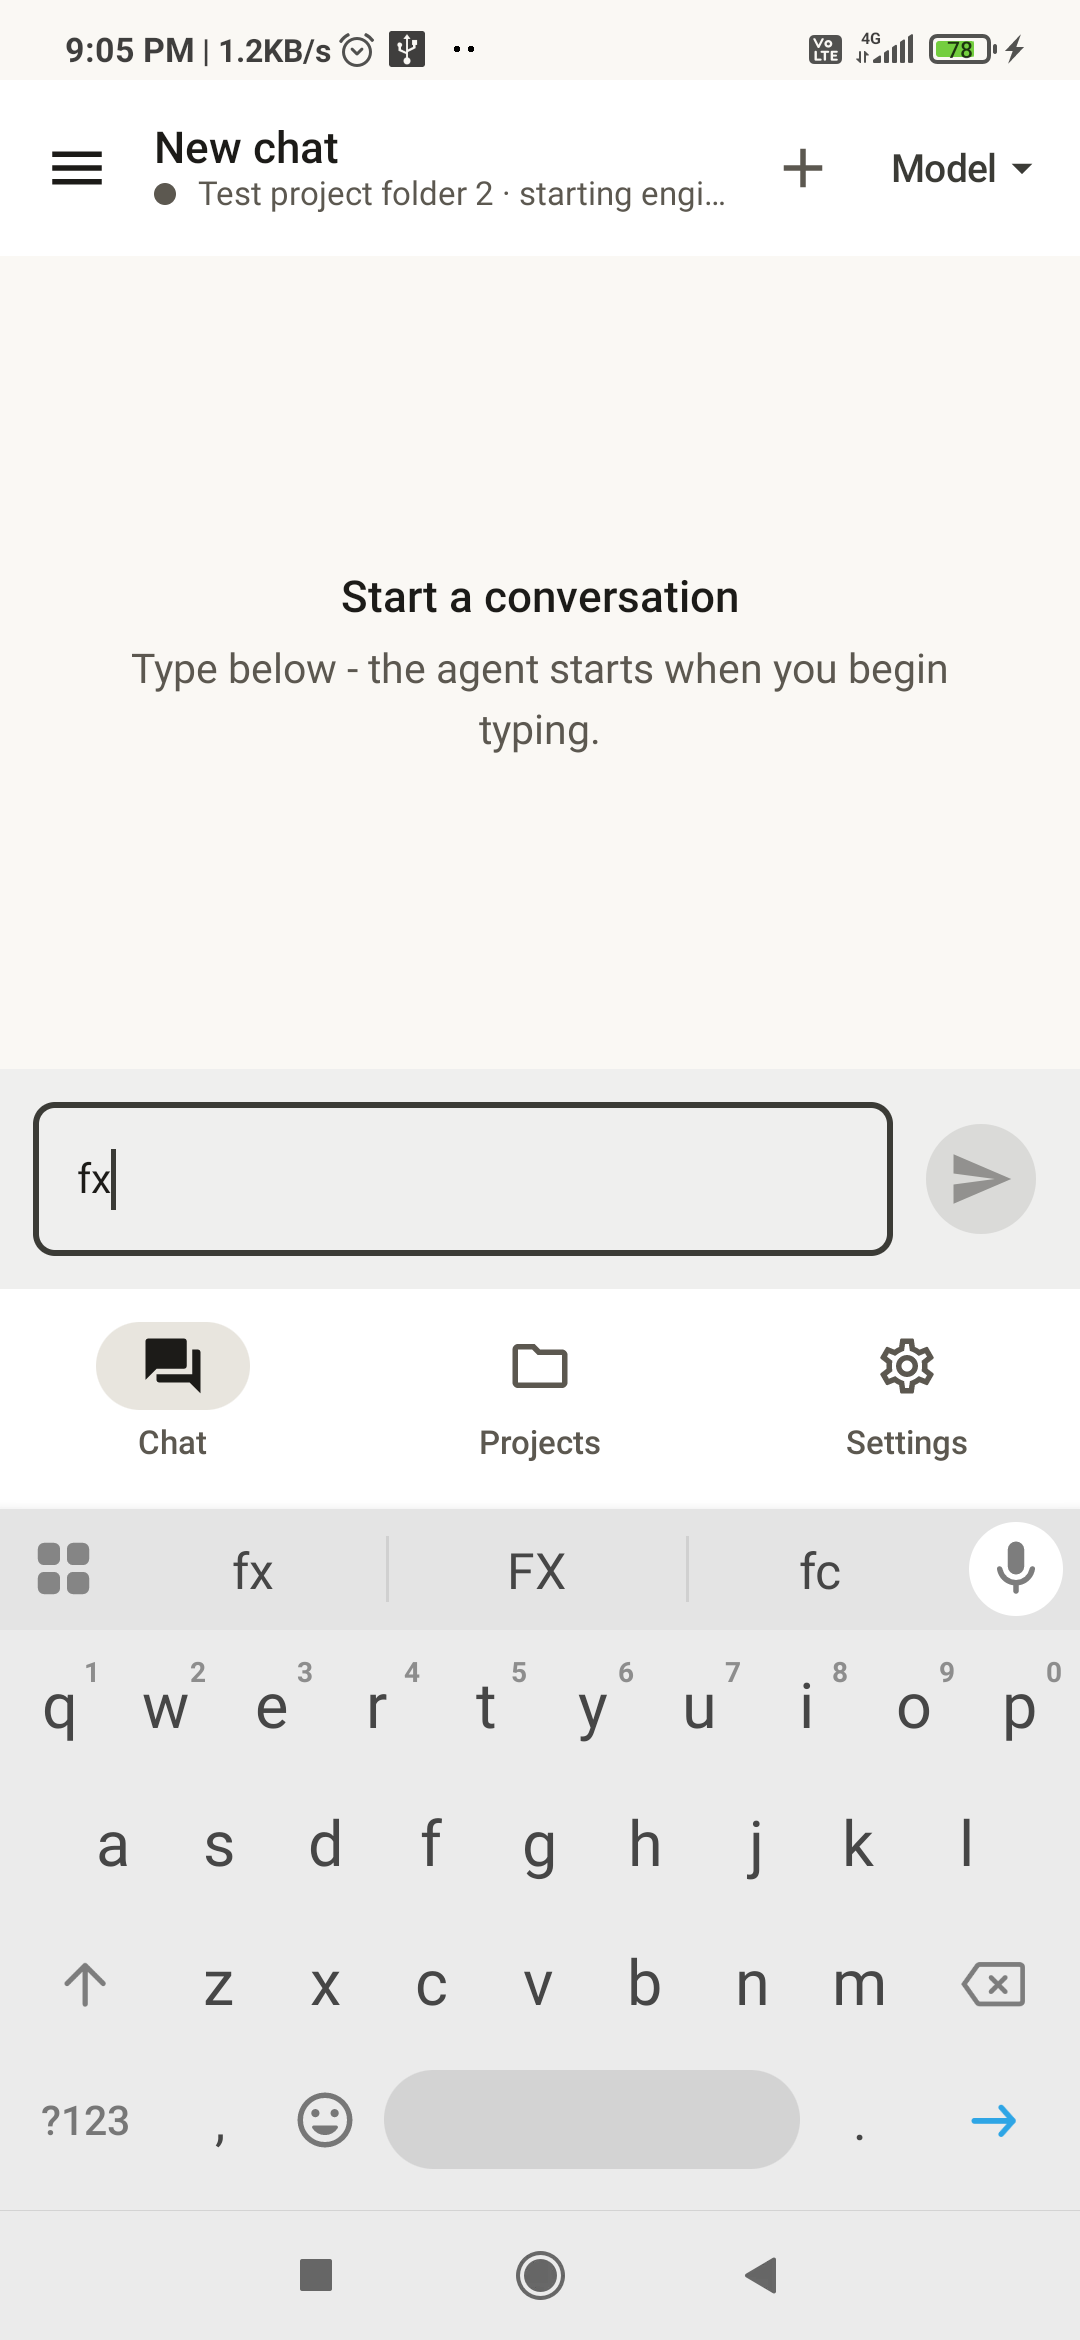 9:05 PM | 1.2KB/s
Vo LTE 4G 78
New chat
Test project folder 2 · starting engi...
Model
Start a conversation
Type below - the agent starts when you begin
typing.
fx
Chat Projects Settings
fx FX fc
1 2 3 4 5 6 7 8 9 0
q w e r t y u i o p
a s d f g h j k l
z x c v b n m
?123 , .